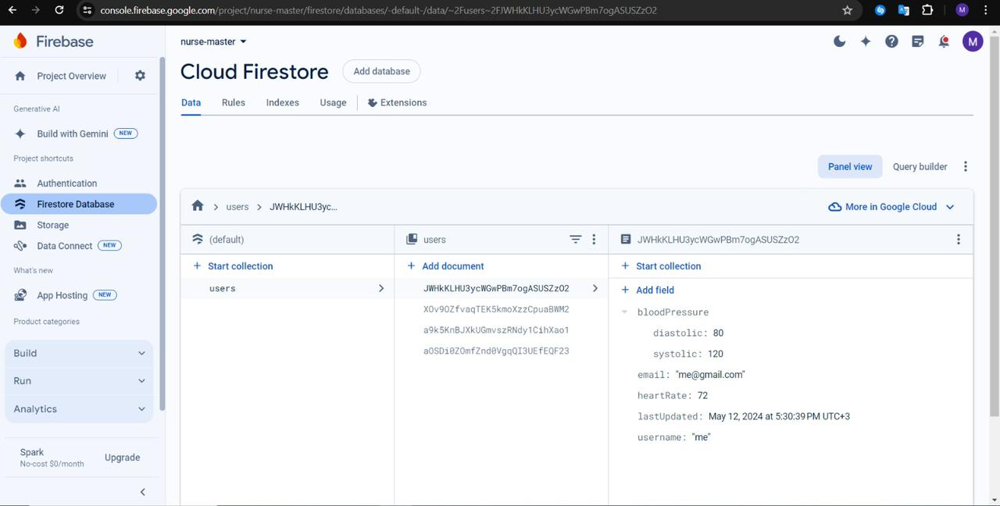 console.firebase.google.com/project/nurse-master/firestore/databases/-default-/data/~2Fusers~2FJWHkKLHU3ycWGwPBm7ogASUSZzO2
M
Firebase
nurse-master
M
Project Overview
Cloud Firestore
Add database
Data
Rules
Indexes
Usage
Extensions
Generative AI
Build with Gemini NEW
Project shortcuts
Authentication
Firestore Database
Storage
Data Connect NEW
What's new
App Hosting NEW
Product categories
Build
Run
Analytics
Spark
No-cost $0/month
Upgrade
Panel view
Query builder
users
JWHkKLHU3yc...
More in Google Cloud
(default)
Start collection
users
users
Add document
JWHkKLHU3ycWGwPBm7ogASUSZzO2
XOv9OZfvaqTEK5kmoXzzCpuaBWM2
a9k5KnBJXkUGmvszRNdy1CihXao1
aOSDi0ZOmfZnd0VgqQI3UEfEQF23
JWHkKLHU3ycWGwPBm7ogASUSZzO2
Start collection
Add field
bloodPressure
diastolic: 80
systolic: 120
email: "me@gmail.com"
heartRate: 72
lastUpdated: May 12, 2024 at 5:30:39 PM UTC+3
username: "me"